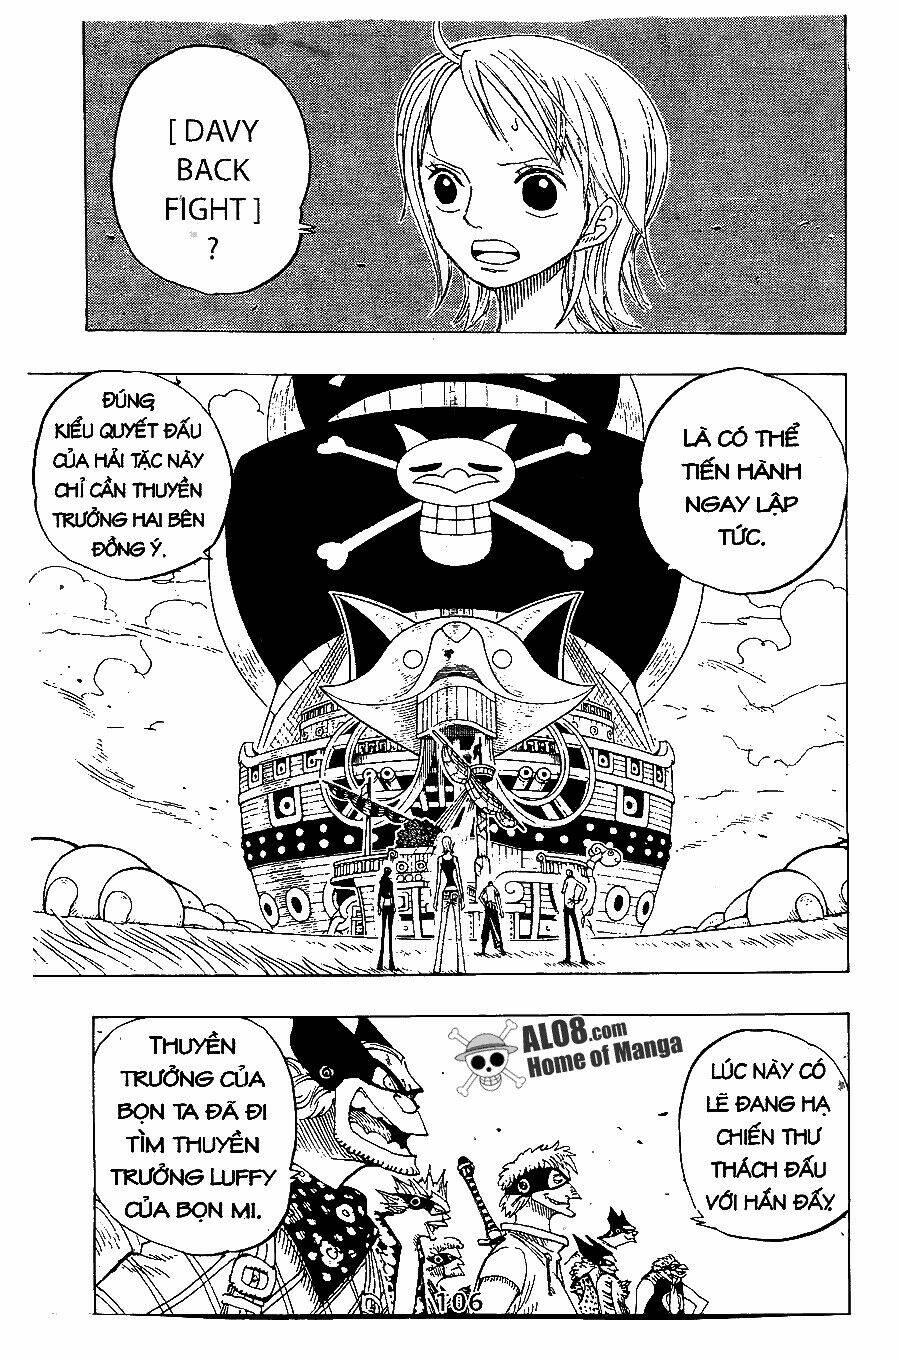 [ DAVY
BACK
FIGHT ]
?
ĐÚNG,
KIỂU QUYẾT ĐẤU
CỦA HẢI TẶC NÀY
CHỈ CẦN THUYỀN
TRƯỞNG HAI BÊN
ĐỒNG Ý.
LÀ CÓ THỂ
TIẾN HÀNH
NGAY LẬP
TỨC.
THUYỀN
TRƯỞNG CỦA
BỌN TA ĐÃ ĐI
TÌM THUYỀN
TRƯỞNG LUFFY
CỦA BỌN MI.
AL08.com
Home of Manga
LÚC NÀY CÓ
LẼ ĐANG HẠ
CHIẾN THƯ
THÁCH ĐẤU
VỚI HẮN ĐẤY.
106